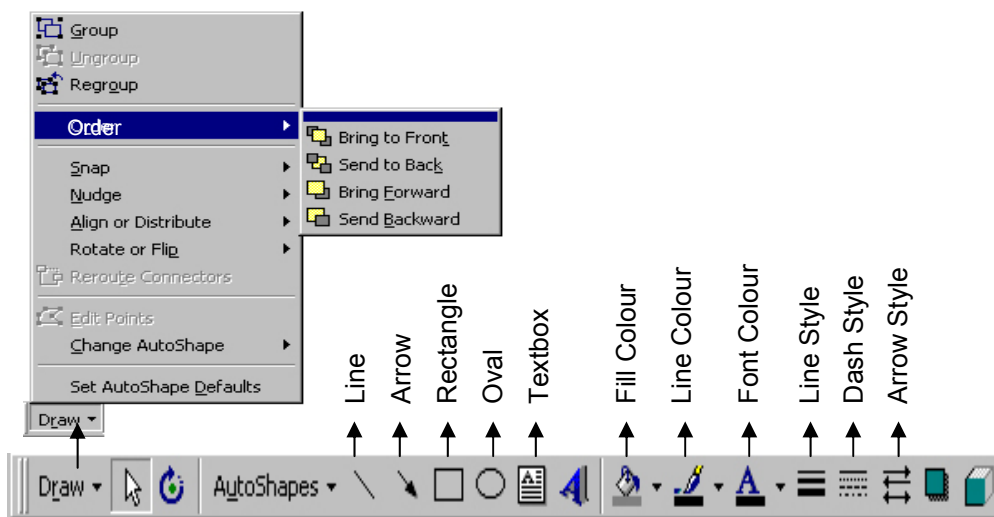 Group
Ungroup
Regroup
Order
Bring to Front
Send to Back
Bring Forward
Send Backward
Snap
Nudge
Align or Distribute
Rotate or Flip
Reroute Connectors
Edit Points
Change AutoShape
Set AutoShape Defaults
Draw
Line
Arrow
Rectangle
Oval
Textbox
Fill Colour
Line Colour
Font Colour
Line Style
Dash Style
Arrow Style
Draw AutoShapes